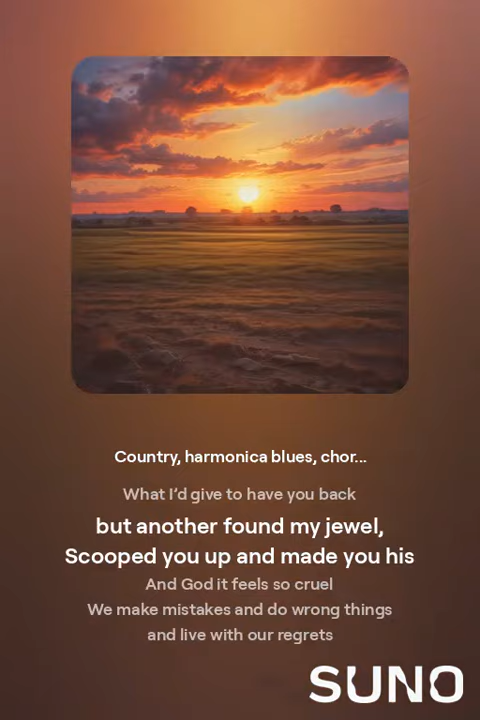 Country, harmonica blues, chor...
What I'd give to have you back
but another found my jewel,
Scooped you up and made you his
And God it feels so cruel
We make mistakes and do wrong things
and live with our regrets
SUNO